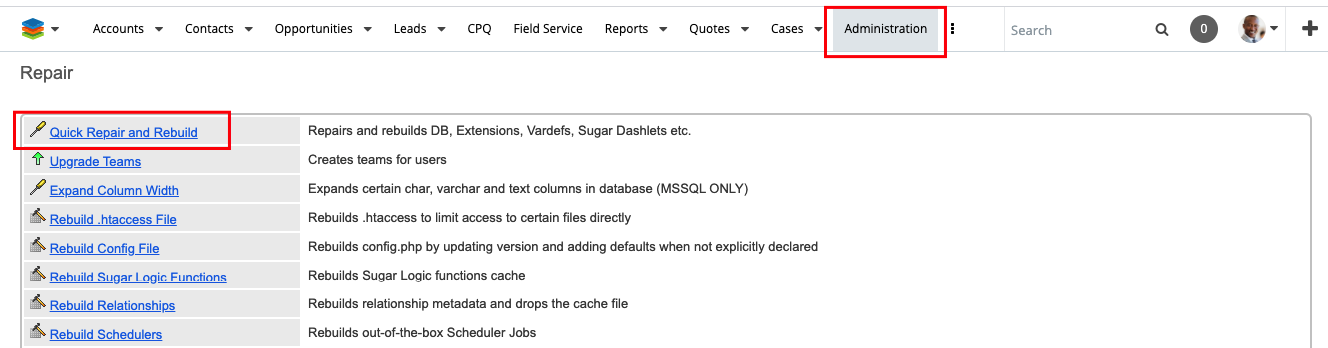 Accounts Contacts Opportunities Leads CPQ Field Service Reports Quotes Cases Administration Search 0
Repair
Quick Repair and Rebuild Repairs and rebuilds DB, Extensions, Vardefs, Sugar Dashlets etc.
Upgrade Teams Creates teams for users
Expand Column Width Expands certain char, varchar and text columns in database (MSSQL ONLY)
Rebuild .htaccess File Rebuilds .htaccess to limit access to certain files directly
Rebuild Config File Rebuilds config.php by updating version and adding defaults when not explicitly declared
Rebuild Sugar Logic Functions Rebuilds Sugar Logic functions cache
Rebuild Relationships Rebuilds relationship metadata and drops the cache file
Rebuild Schedulers Rebuilds out-of-the-box Scheduler Jobs